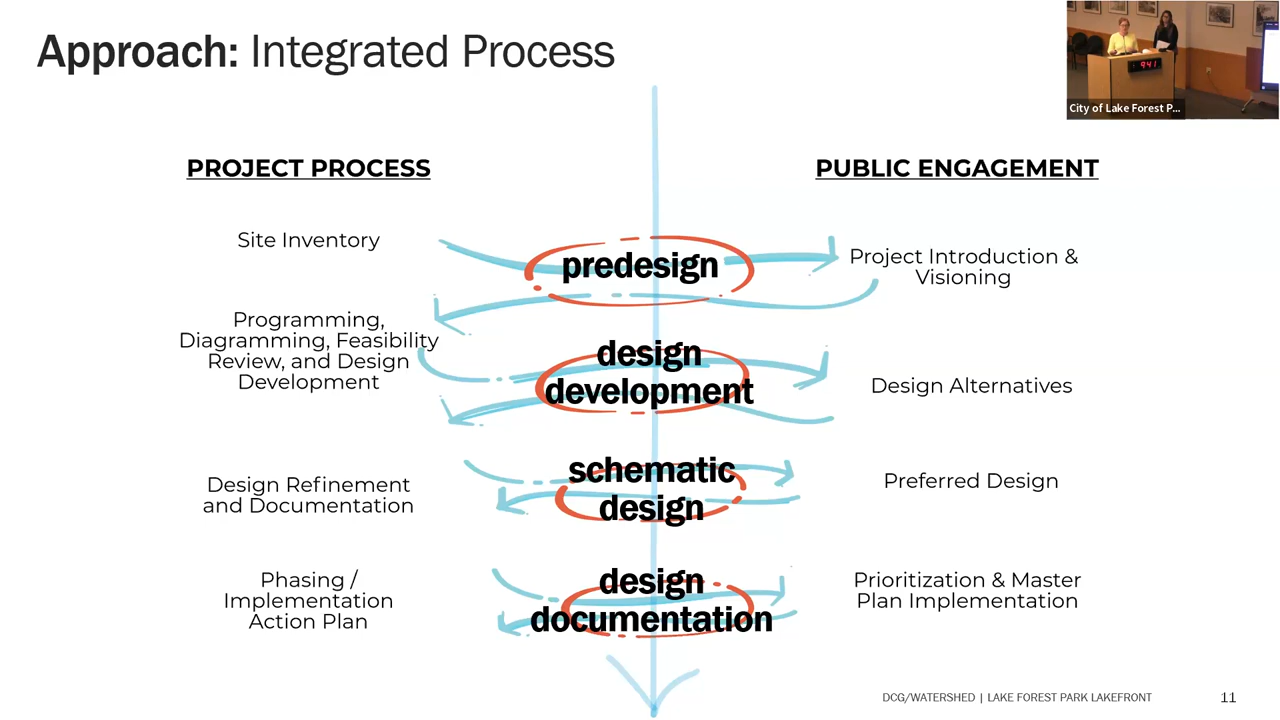 Approach: Integrated Process
9:41
City of Lake Forest P...
PROJECT PROCESS
PUBLIC ENGAGEMENT
Site Inventory
predesign
Project Introduction &
Visioning
Programming,
Diagramming, Feasibility
Review, and Design
Development
design
development
Design Alternatives
Design Refinement
and Documentation
schematic
design
Preferred Design
Phasing /
Implementation
Action Plan
design
documentation
Prioritization & Master
Plan Implementation
DCG/WATERSHED | LAKE FOREST PARK LAKEFRONT
11